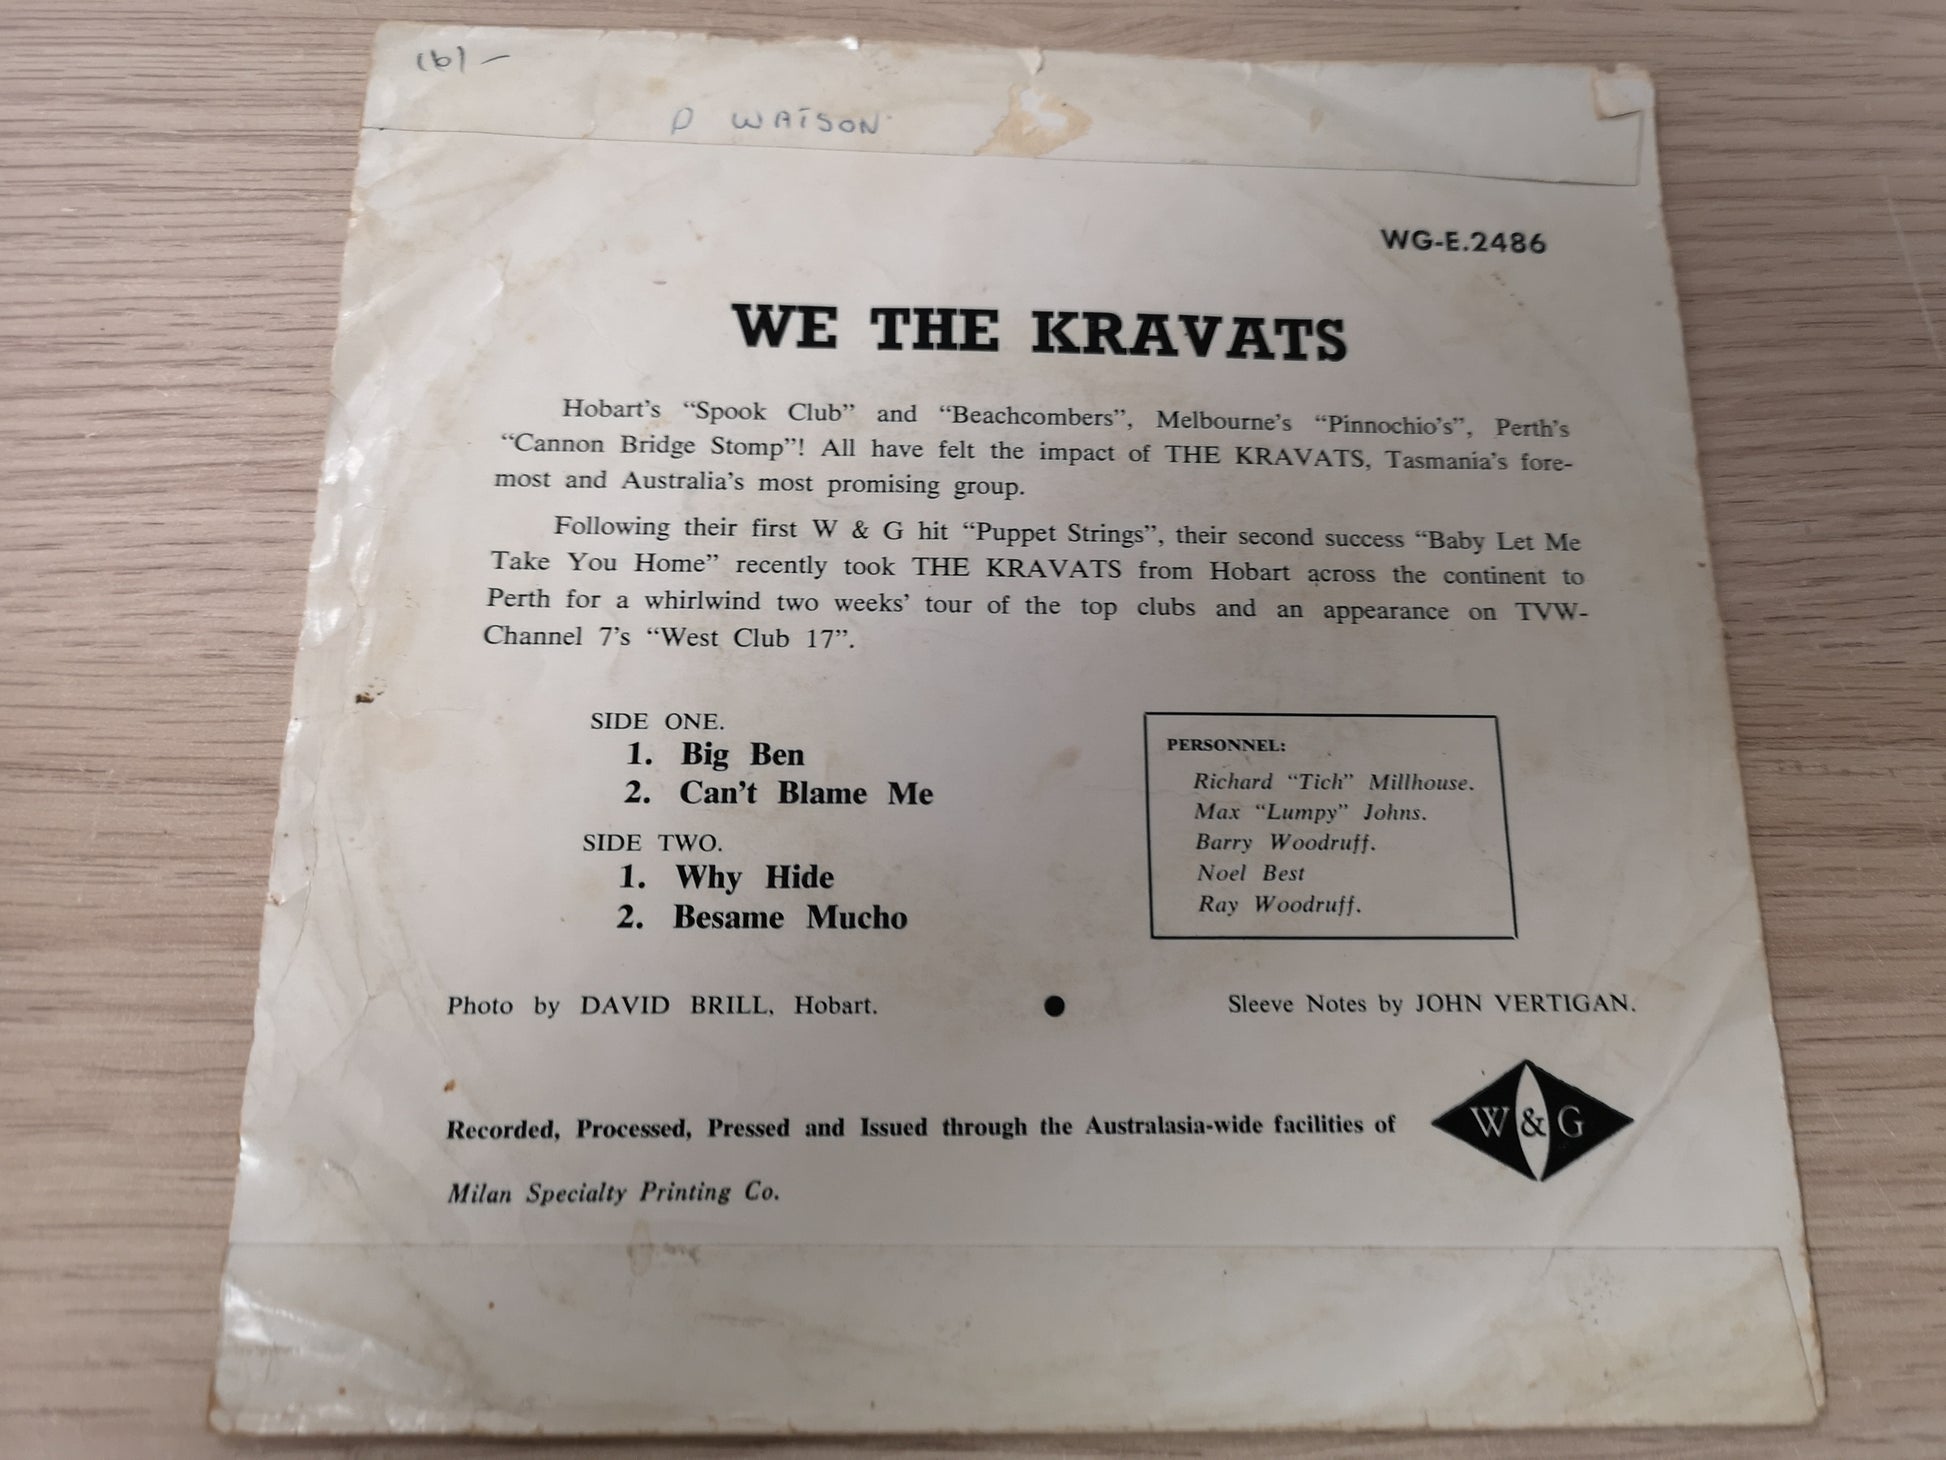 (b) —
D WATSON
WG-E.2486
WE THE KRAVATS
Hobart's “Spook Club” and “Beachcombers”, Melbourne's “Pinnochio's”, Perth's
“Cannon Bridge Stomp”! All have felt the impact of THE KRAVATS, Tasmania's fore-
most and Australia's most promising group.
Following their first W & G hit “Puppet Strings”, their second success “Baby Let Me
Take You Home” recently took THE KRAVATS from Hobart across the continent to
Perth for a whirlwind two weeks' tour of the top clubs and an appearance on TVW-
Channel 7's “West Club 17”.
SIDE ONE.
1. Big Ben
2. Can't Blame Me
SIDE TWO.
1. Why Hide
2. Besame Mucho
PERSONNEL:
Richard “Tich” Millhouse.
Max “Lumpy” Johns.
Barry Woodruff.
Noel Best
Ray Woodruff.
Photo by DAVID BRILL, Hobart.
Sleeve Notes by JOHN VERTIGAN.
Recorded, Processed, Pressed and Issued through the Australasia-wide facilities of
W & G
Milan Specialty Printing Co.